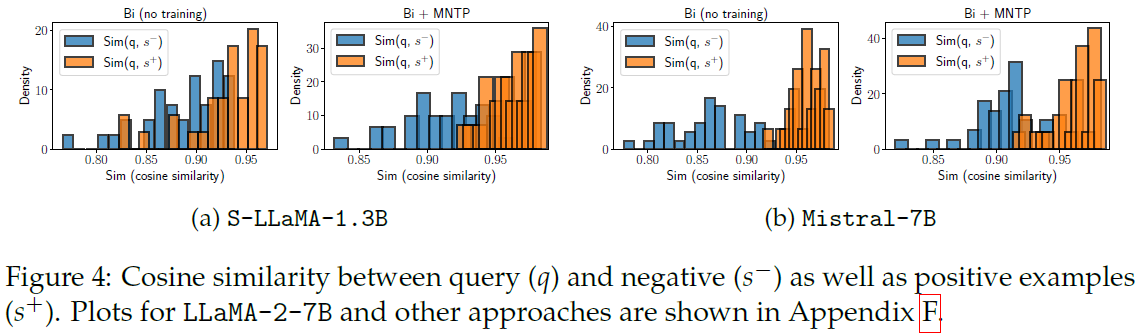 Bi (no training)
20
10
0
Density
Sim(q, s⁻)
Sim(q, s⁺)
0.80 0.85 0.90 0.95
Sim (cosine similarity)
Bi + MNTP
30
20
10
0
Density
Sim(q, s⁻)
Sim(q, s⁺)
0.85 0.90 0.95
Sim (cosine similarity)
(a) S-LLaMA-1.3B
Bi (no training)
40
20
0
Density
Sim(q, s⁻)
Sim(q, s⁺)
0.80 0.85 0.90 0.95
Sim (cosine similarity)
Bi + MNTP
40
20
0
Density
Sim(q, s⁻)
Sim(q, s⁺)
0.85 0.90 0.95
Sim (cosine similarity)
(b) Mistral-7B
Figure 4: Cosine similarity between query (q) and negative (s⁻) as well as positive examples
(s⁺). Plots for LLaMA-2-7B and other approaches are shown in Appendix F.